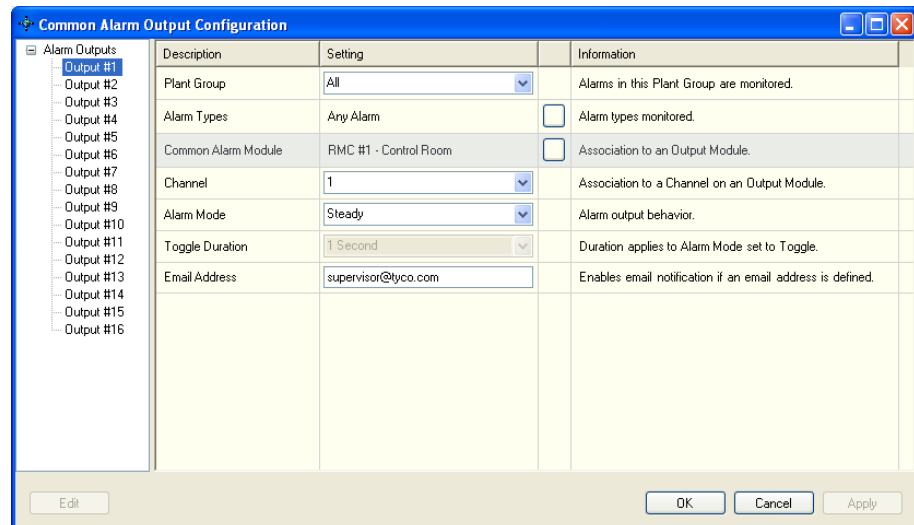 Common Alarm Output Configuration
Alarm Outputs
Output #1
Output #2
Output #3
Output #4
Output #5
Output #6
Output #7
Output #8
Output #9
Output #10
Output #11
Output #12
Output #13
Output #14
Output #15
Output #16
Description Setting Information
Plant Group All Alarms in this Plant Group are monitored.
Alarm Types Any Alarm Alarm types monitored.
Common Alarm Module RMC #1 - Control Room Association to an Output Module.
Channel 1 Association to a Channel on an Output Module.
Alarm Mode Steady Alarm output behavior.
Toggle Duration 1 Second Duration applies to Alarm Mode set to Toggle.
Email Address supervisor@tyco.com Enables email notification if an email address is defined.
Edit OK Cancel Apply